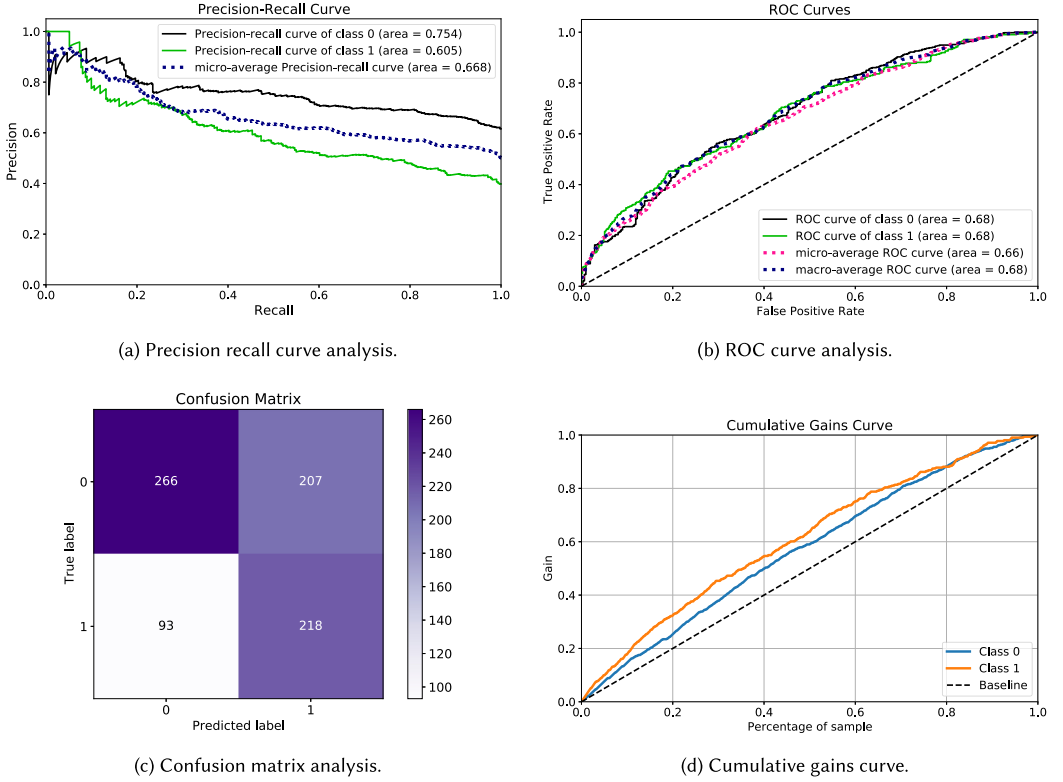 Precision-Recall Curve
1.0
0.8
0.6
0.4
0.2
0.0
Precision
Precision-recall curve of class 0 (area = 0.754)
Precision-recall curve of class 1 (area = 0.605)
micro-average Precision-recall curve (area = 0.668)
0.0 0.2 0.4 0.6 0.8 1.0
Recall
(a) Precision recall curve analysis.
ROC Curves
1.0
0.8
0.6
0.4
0.2
0.0
True Positive Rate
ROC curve of class 0 (area = 0.68)
ROC curve of class 1 (area = 0.68)
micro-average ROC curve (area = 0.66)
macro-average ROC curve (area = 0.68)
0.0 0.2 0.4 0.6 0.8 1.0
False Positive Rate
(b) ROC curve analysis.
Confusion Matrix
True label
0
1
266 207
93 218
0 1
Predicted label
260
240
220
200
180
160
140
120
100
(c) Confusion matrix analysis.
Cumulative Gains Curve
1.0
0.8
0.6
0.4
0.2
0.0
Gain
Class 0
Class 1
Baseline
0.0 0.2 0.4 0.6 0.8 1.0
Percentage of sample
(d) Cumulative gains curve.